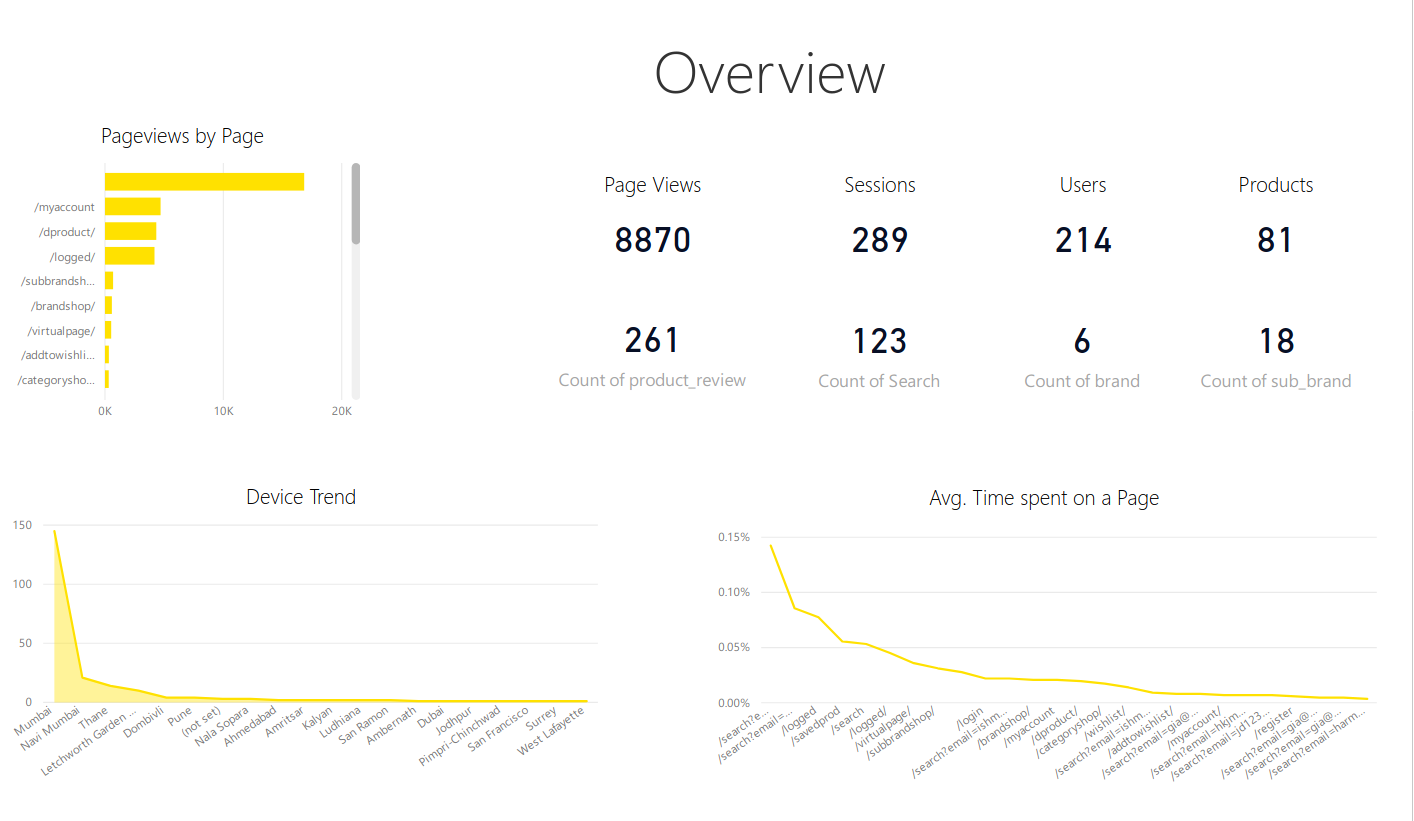 Overview
Pageviews by Page
/myaccount
/dproduct/
/logged/
/subbrandsh...
/brandshop/
/virtualpage/
/addtowishli...
/categorysho...
0K 10K 20K
Page Views Sessions Users Products
8870 289 214 81
261 123 6 18
Count of product_review Count of Search Count of brand Count of sub_brand
Device Trend
150
100
50
0
Mumbai
Navi Mumbai
Thane
Letchworth Garden ...
Dombivli
Pune
(not set)
Nala Sopara
Ahmedabad
Amritsar
Kalyan
Ludhiana
San Ramon
Ambernath
Dubai
Jodhpur
Pimpri-Chinchwad
San Francisco
Surrey
West Lafayette
Avg. Time spent on a Page
0.15%
0.10%
0.05%
0.00%
/search?e...
/search?email=...
/logged
/savedprod
/search
/logged/
/virtualpage/
/subbrandshop/
/login
/search?email=ishm...
/brandshop/
/myaccount
/dproduct/
/categoryshop/
/wishlist/
/search?email=ishm...
/addtowishlist/
/search?email=gia@...
/myaccount/
/search?email=hkjm...
/search?email=jd123...
/register
/search?email=gia@...
/search?email=gia@...
/search?email=harm...